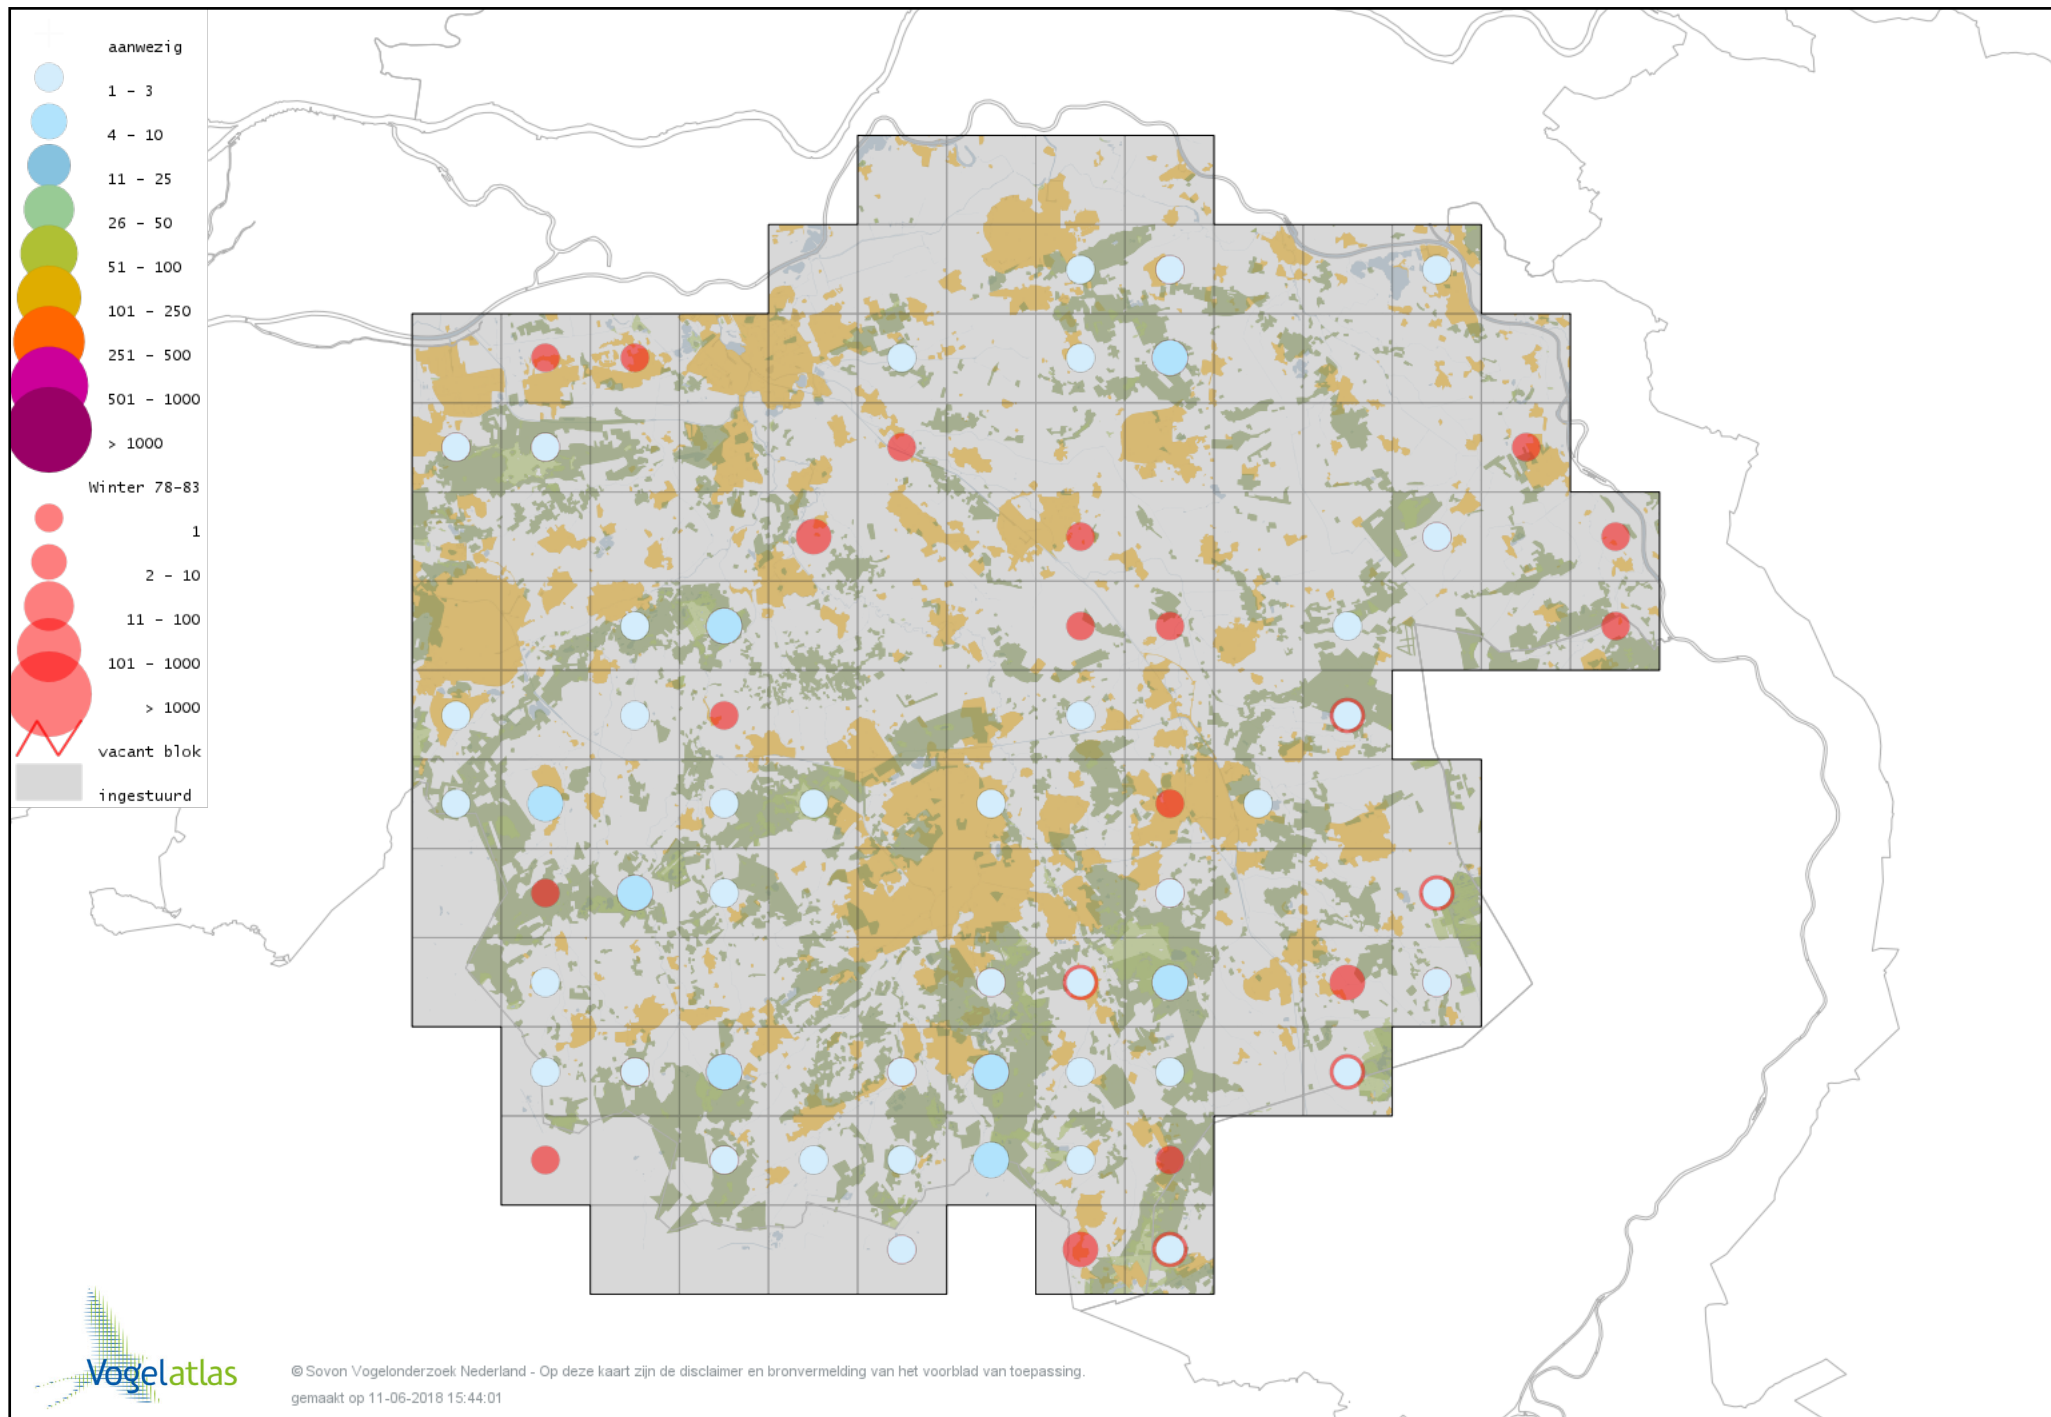 aanwezig
1 - 3
4 - 10
11 - 25
26 - 50
51 - 100
101 - 250
251 - 500
501 - 1000
> 1000
Winter 78-83
1
2 - 10
11 - 100
101 - 1000
> 1000
vacant blok
ingestuurd
Vogelatlas
© Sovon Vogelonderzoek Nederland - Op deze kaart zijn de disclaimer en bronvermelding van het voorblad van toepassing.
gemaakt op 11-06-2018 15:44:01